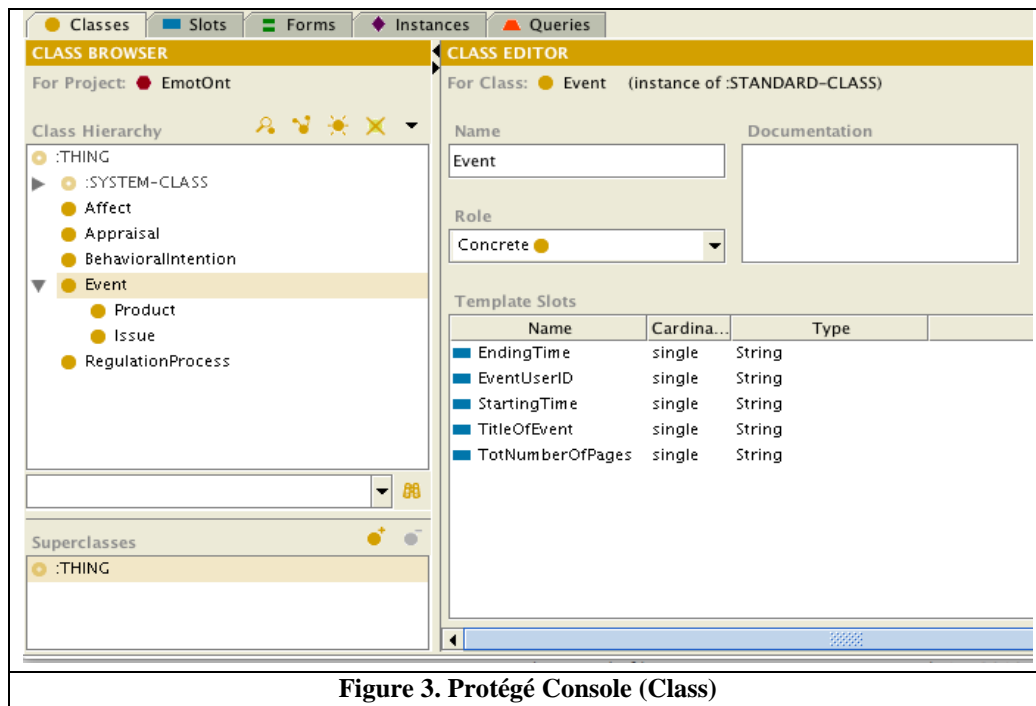 Classes Slots Forms Instances Queries
CLASS BROWSER
For Project: EmotOnt
Class Hierarchy
:THING
:SYSTEM-CLASS
Affect
Appraisal
BehavioralIntention
Event
Product
Issue
RegulationProcess
Superclasses
:THING
CLASS EDITOR
For Class: Event (instance of :STANDARD-CLASS)
Name Documentation
Event
Role
Concrete
Template Slots
Name Cardina... Type
EndingTime single String
EventUserID single String
StartingTime single String
TitleOfEvent single String
TotNumberOfPages single String
Figure 3. Protégé Console (Class)